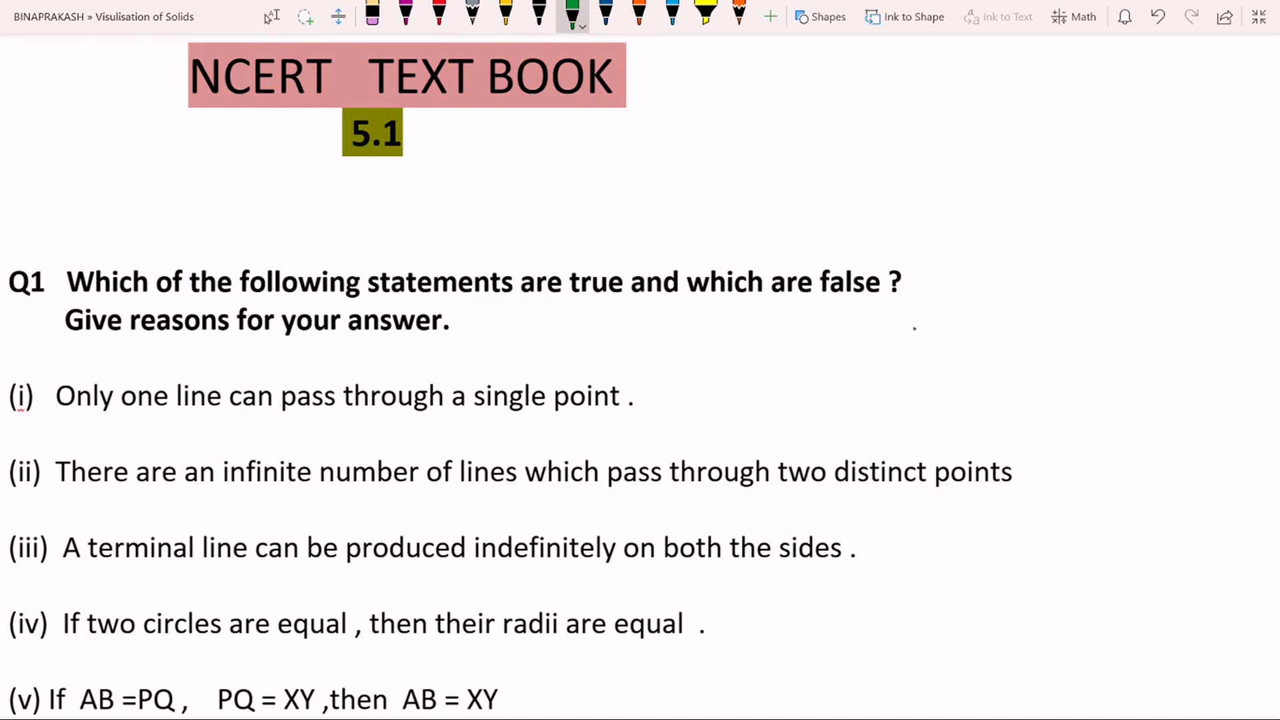 BINAPRAKASH » Visulisation of Solids Shapes Ink to Shape Ink to Text Math
NCERT TEXT BOOK
5.1
Q1 Which of the following statements are true and which are false ?
Give reasons for your answer.
(i) Only one line can pass through a single point .
(ii) There are an infinite number of lines which pass through two distinct points
(iii) A terminal line can be produced indefinitely on both the sides .
(iv) If two circles are equal , then their radii are equal .
(v) If AB =PQ , PQ = XY ,then AB = XY